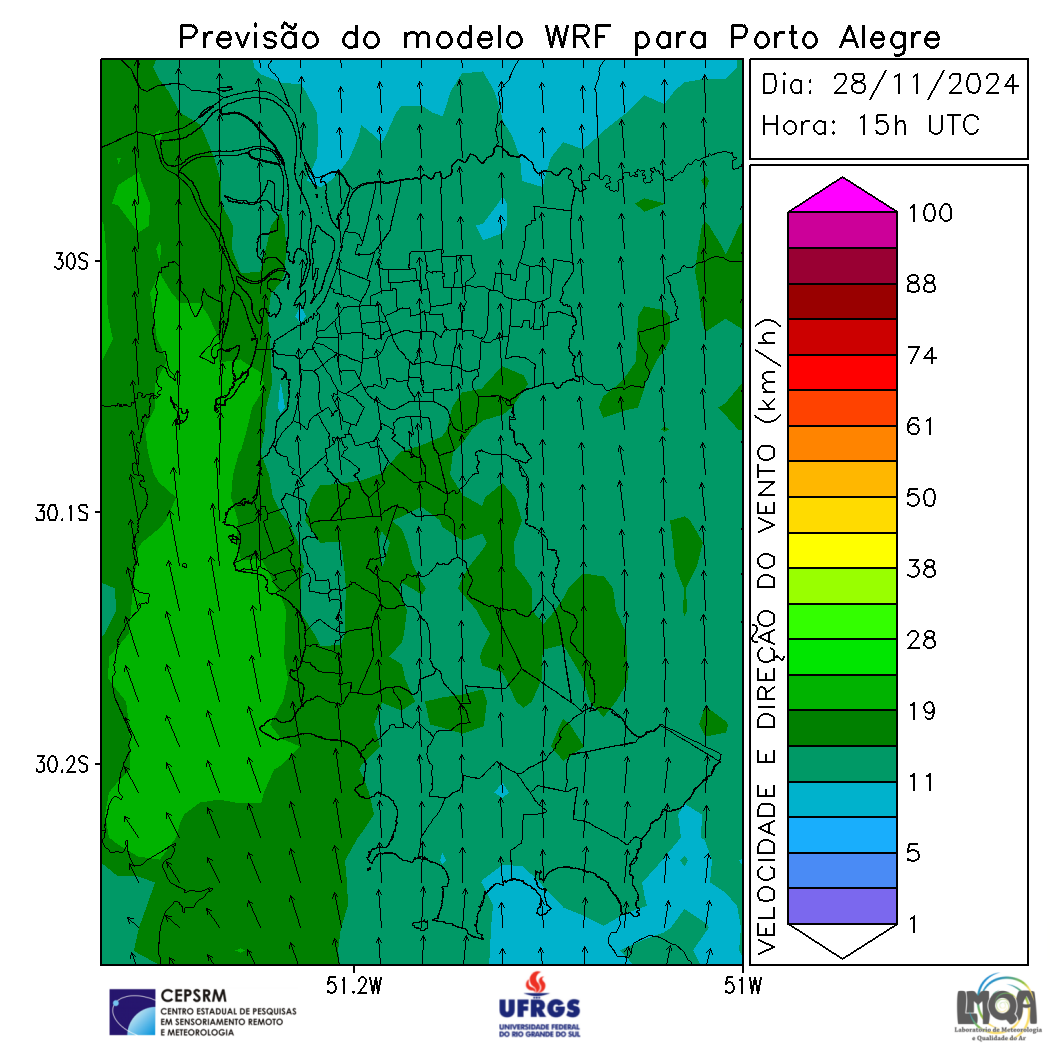 Previsão do modelo WRF para Porto Alegre
Dia: 28/11/2024
Hora: 15h UTC
30S
30.1S
30.2S
51.2W
51W
VELOCIDADE E DIREÇÃO DO VENTO (km/h)
100
88
74
61
50
38
28
19
11
5
1
CEPSRM
CENTRO ESTADUAL DE PESQUISAS
EM SENSORIAMENTO REMOTO
E METEOROLOGIA
UFRGS
UNIVERSIDADE FEDERAL
DO RIO GRANDE DO SUL
LMQA
Laboratório de Meteorologia
e Qualidade do Ar